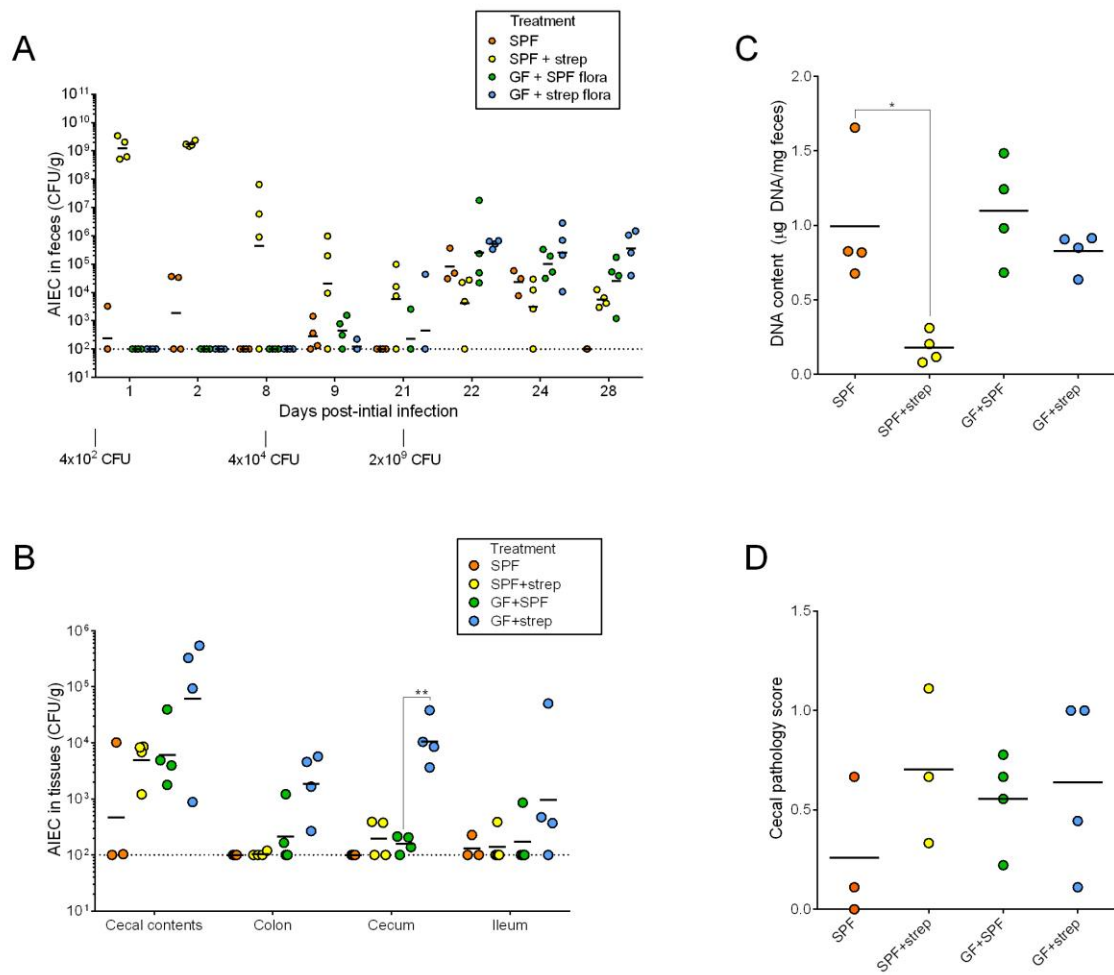 A
Treatment
SPF
SPF + strep
GF + SPF flora
GF + strep flora
AIEC in feces (CFU/g)
10¹¹
10¹⁰
10⁹
10⁸
10⁷
10⁶
10⁵
10⁴
10³
10²
10¹
1 2 8 9 21 22 24 28
Days post-intial infection
4x10² CFU 4x10⁴ CFU 2x10⁹ CFU
C
DNA content (µg DNA/mg feces)
2.0
1.5
1.0
0.5
0.0
*
SPF
SPF+strep
GF+SPF
GF+strep
B
Treatment
SPF
SPF+strep
GF+SPF
GF+strep
AIEC in tissues (CFU/g)
10⁶
10⁵
10⁴
10³
10²
10¹
**
Cecal contents Colon Cecum Ileum
D
Cecal pathology score
1.5
1.0
0.5
0.0
SPF
SPF+strep
GF+SPF
GF+strep